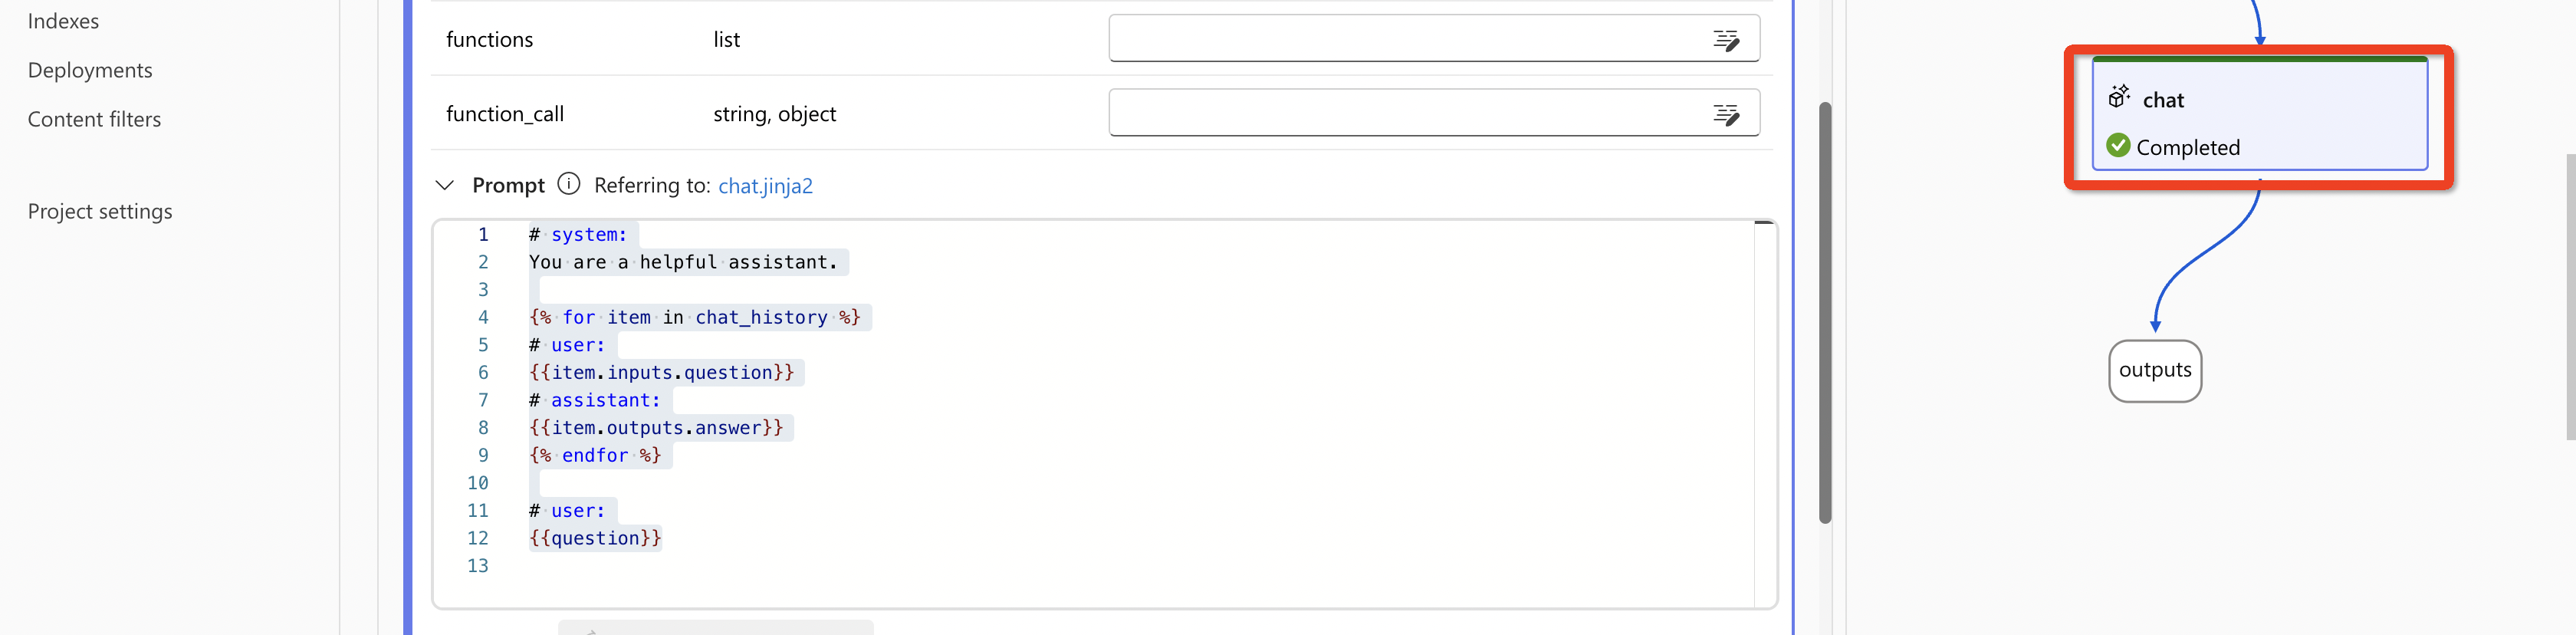 Indexes
Deployments
Content filters
Project settings
functions list
function_call string, object
Prompt Referring to: chat.jinja2
1 # system:
2 You are a helpful assistant.
3
4 {% for item in chat_history %}
5 # user:
6 {{item.inputs.question}}
7 # assistant:
8 {{item.outputs.answer}}
9 {% endfor %}
10
11 # user:
12 {{question}}
13
chat
Completed
outputs